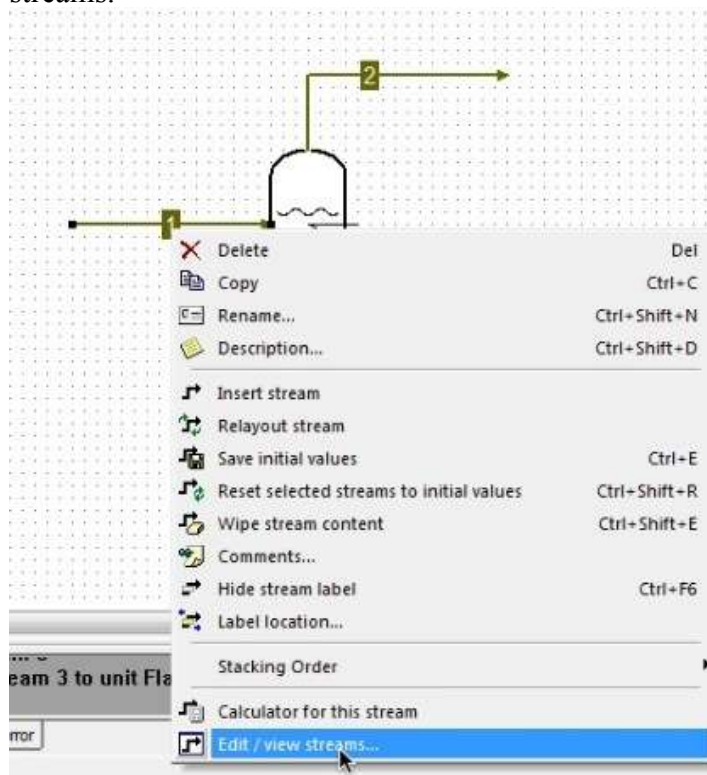 2
1
Delete Del
Copy Ctrl+C
Rename... Ctrl+Shift+N
Description... Ctrl+Shift+D
Insert stream
Relayout stream
Save initial values Ctrl+E
Reset selected streams to initial values Ctrl+Shift+R
Wipe stream content Ctrl+Shift+E
Comments...
Hide stream label Ctrl+F6
Label location...
Stacking Order
eam 3 to unit Fla
Calculator for this stream
rror
Edit / view streams...